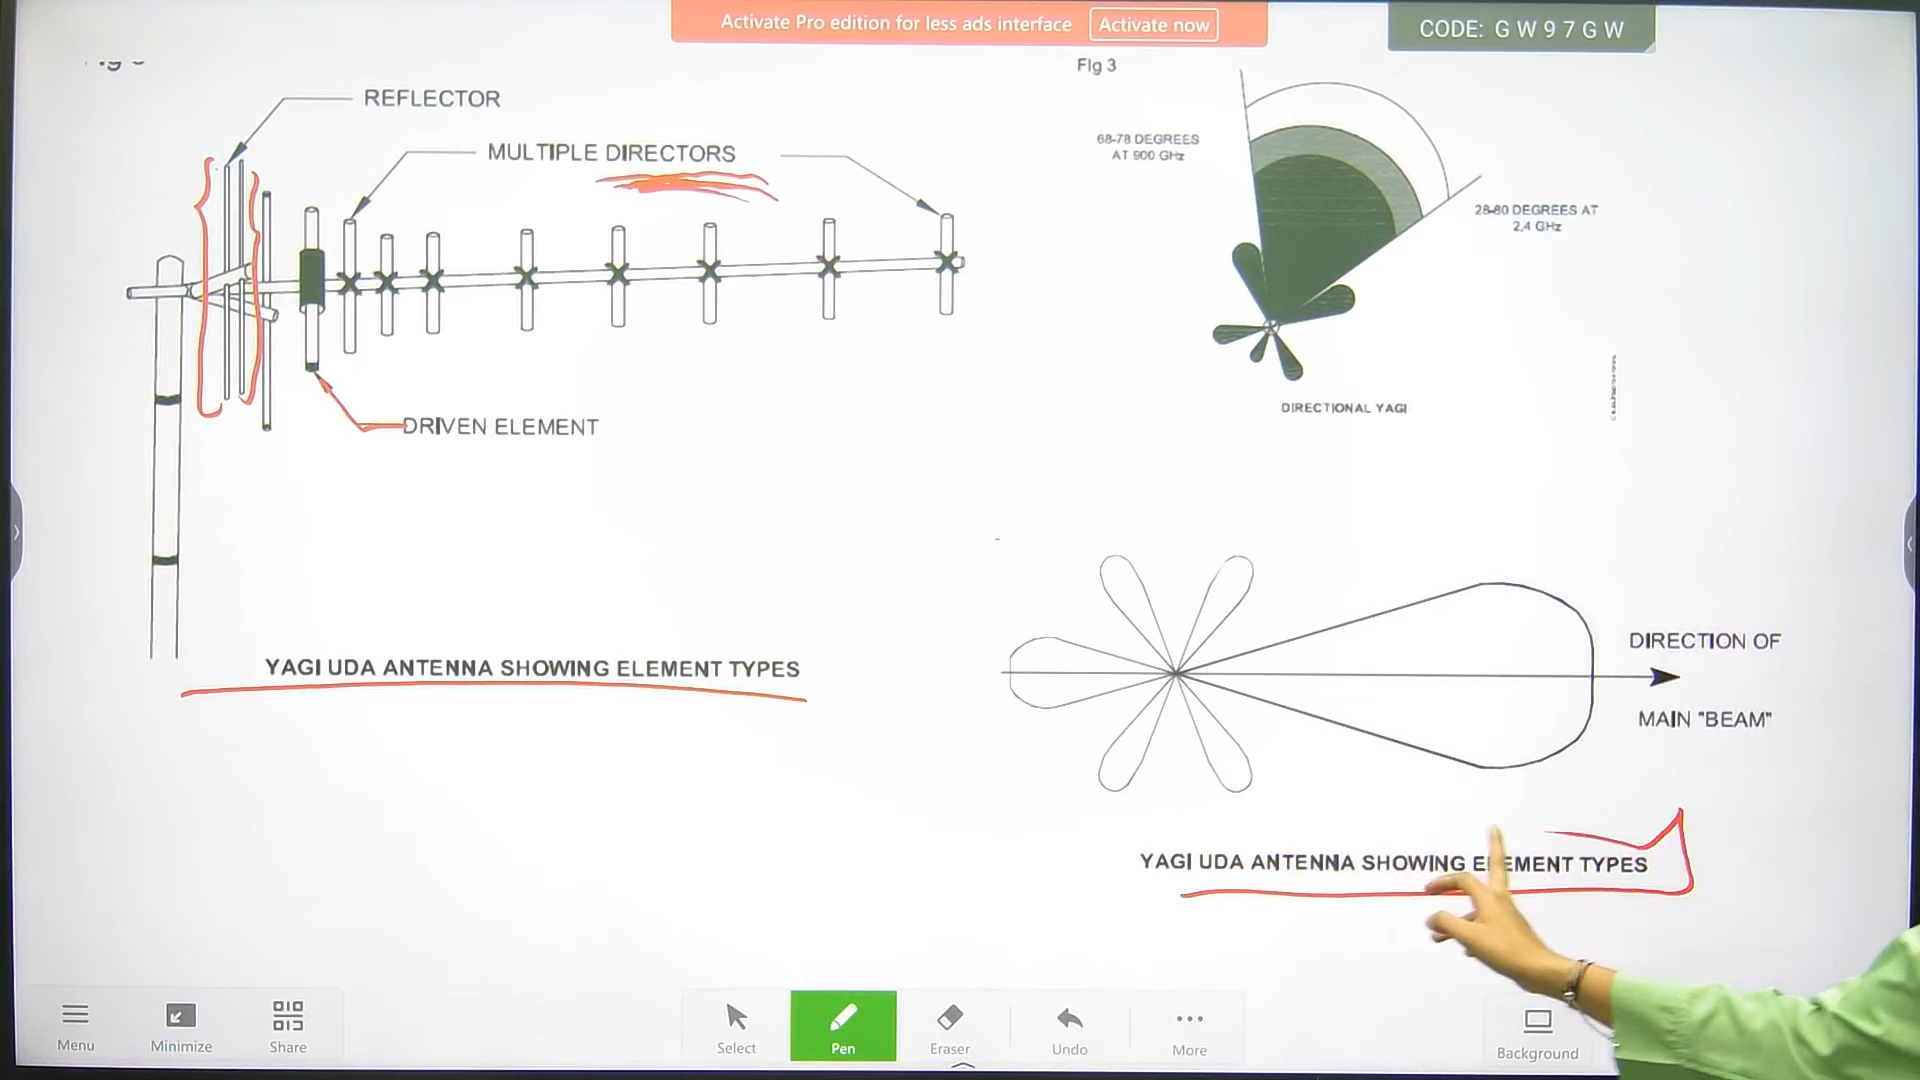 Activate Pro edition for less ads interface
Activate now
CODE: G W 9 7 G W
FIg 3
REFLECTOR
MULTIPLE DIRECTORS
DRIVEN ELEMENT
YAGI UDA ANTENNA SHOWING ELEMENT TYPES
68-78 DEGREES
AT 900 GHz
28-80 DEGREES AT
2,4 GHz
DIRECTIONAL YAGI
DIRECTION OF
MAIN "BEAM"
YAGI UDA ANTENNA SHOWING ELEMENT TYPES
Menu
Minimize
Share
Select
Pen
Eraser
Undo
More
Background